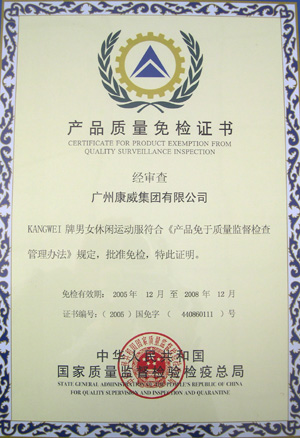 产品质量免检证书
CERTIFICATE FOR PRODUCT EXEMPTION FROM
QUALITY SURVEILLANCE INSPECTION
经审查
广州康威集团有限公司
KANGWEI 牌男女休闲运动服符合《产品免于质量监督检查
管理办法》规定，批准免检，特此证明。
免检有效期： 2005 年 12 月 至 2008 年 12 月
证书编号：（ 2005 ）国免字（ 440860111 ）号
中华人民共和国
国家质量监督检验检疫总局
STATE GENERAL ADMINISTRATION OF THE PEOPLE'S REPUBLIC OF CHINA
FOR QUALITY SUPERVISION AND INSPECTION AND QUARANTINE